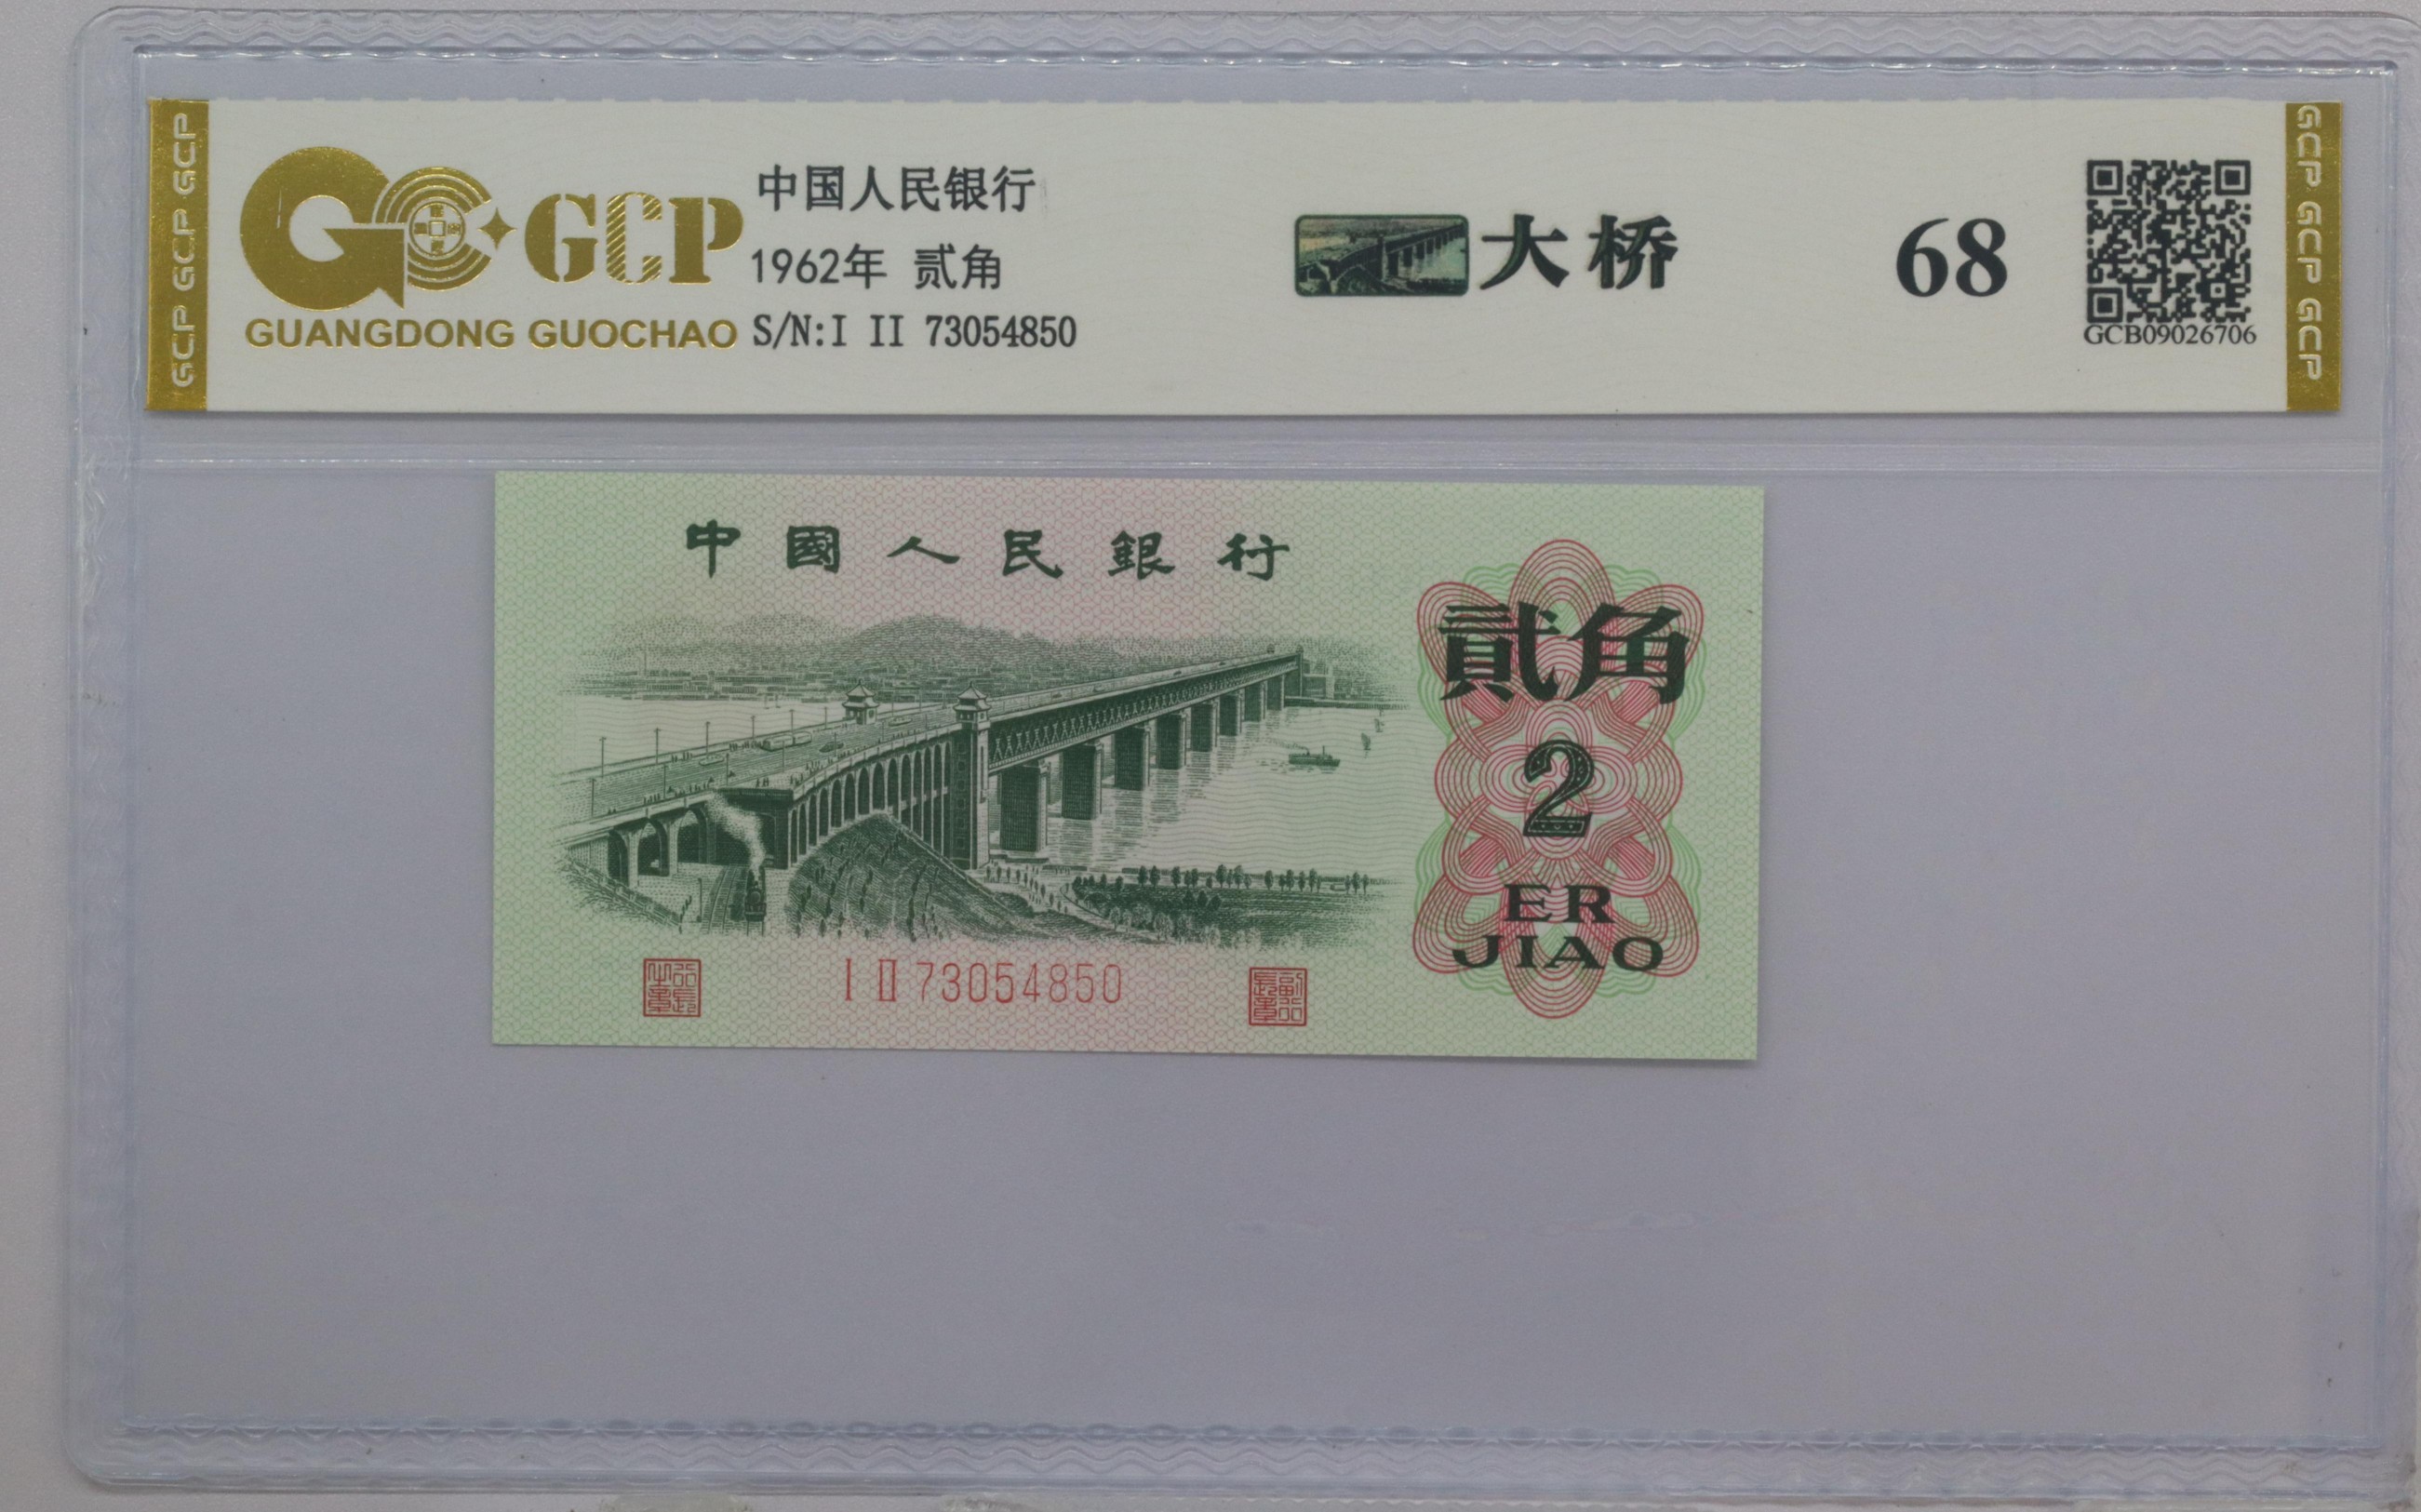 GCP GCP GCP
GCP
GUANGDONG GUOCHAO
中国人民银行
1962年 贰角
S/N:I II 73054850
大桥
68
GCB09026706
GCP GCP GCP
中國人民銀行
貳角
2
ER
JIAO
I II 73054850